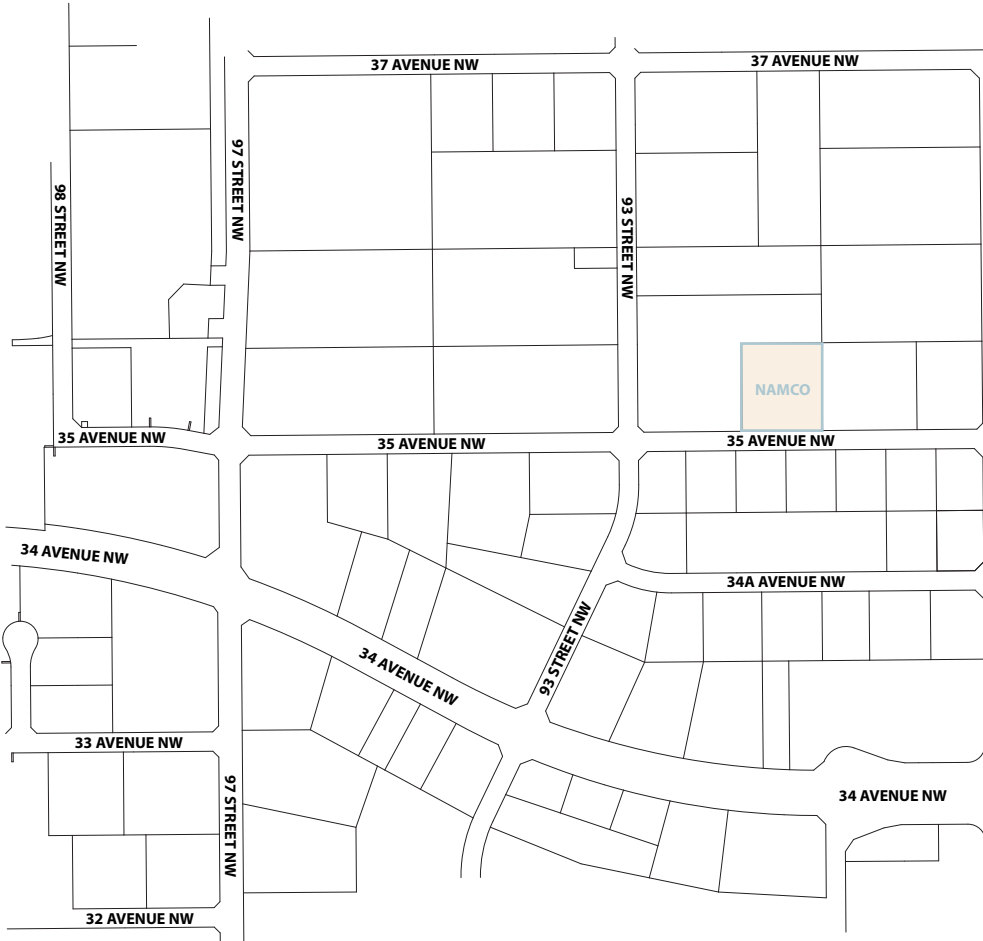 37 AVENUE NW
37 AVENUE NW
97 STREET NW
98 STREET NW
93 STREET NW
NAMCO
35 AVENUE NW
35 AVENUE NW
35 AVENUE NW
34 AVENUE NW
34A AVENUE NW
93 STREET NW
34 AVENUE NW
33 AVENUE NW
97 STREET NW
34 AVENUE NW
32 AVENUE NW